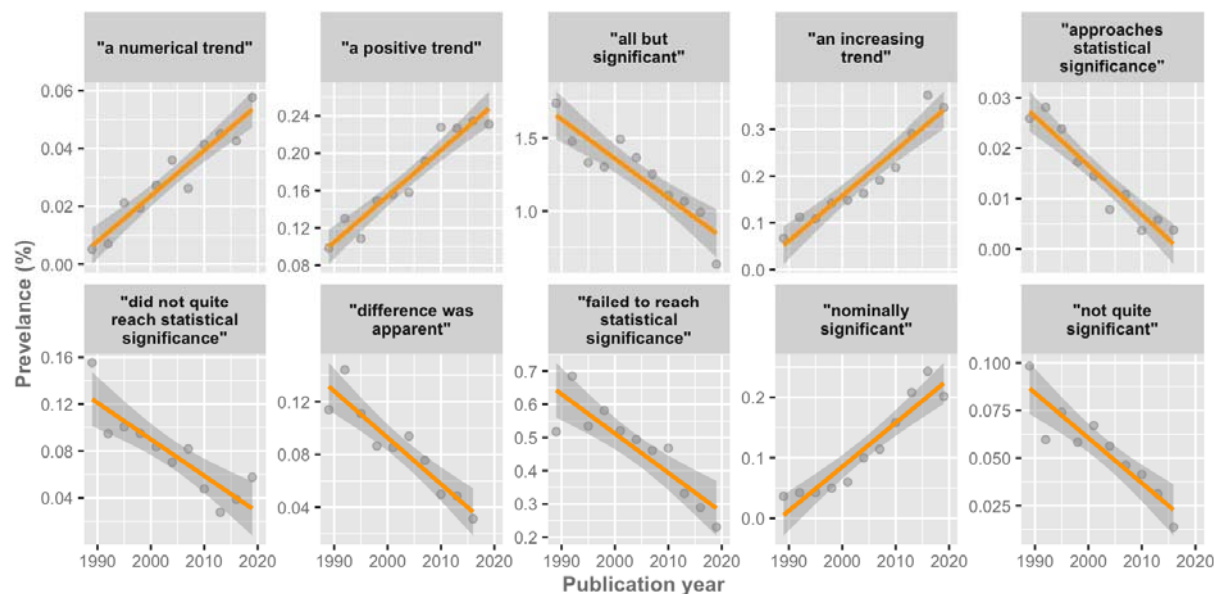 "a numerical trend"
"a positive trend"
"all but
significant"
"an increasing
trend"
"approaches
statistical
significance"
0.06
0.04
0.02
0.00
0.24
0.20
0.16
0.12
0.08
1.5
1.0
0.3
0.2
0.1
0.0
0.03
0.02
0.01
0.00
Prevelance (%)
"did not quite
reach statistical
significance"
"difference was
apparent"
"failed to reach
statistical
significance"
"nominally
significant"
"not quite
significant"
0.16
0.12
0.08
0.04
0.12
0.08
0.04
0.7
0.6
0.5
0.4
0.3
0.2
0.2
0.1
0.0
0.100
0.075
0.050
0.025
1990 2000 2010 2020
1990 2000 2010 2020
1990 2000 2010 2020
1990 2000 2010 2020
1990 2000 2010 2020
Publication year